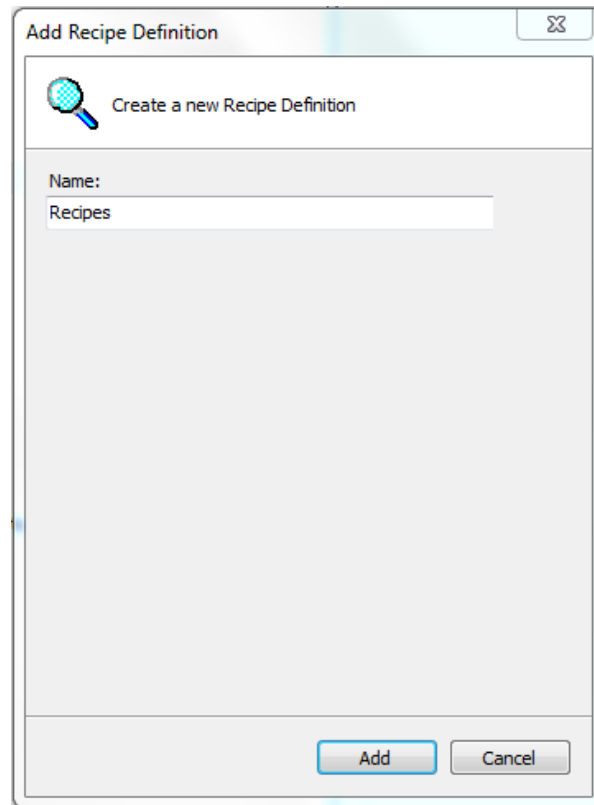 Add Recipe Definition
Create a new Recipe Definition
Name:
Recipes
Add
Cancel